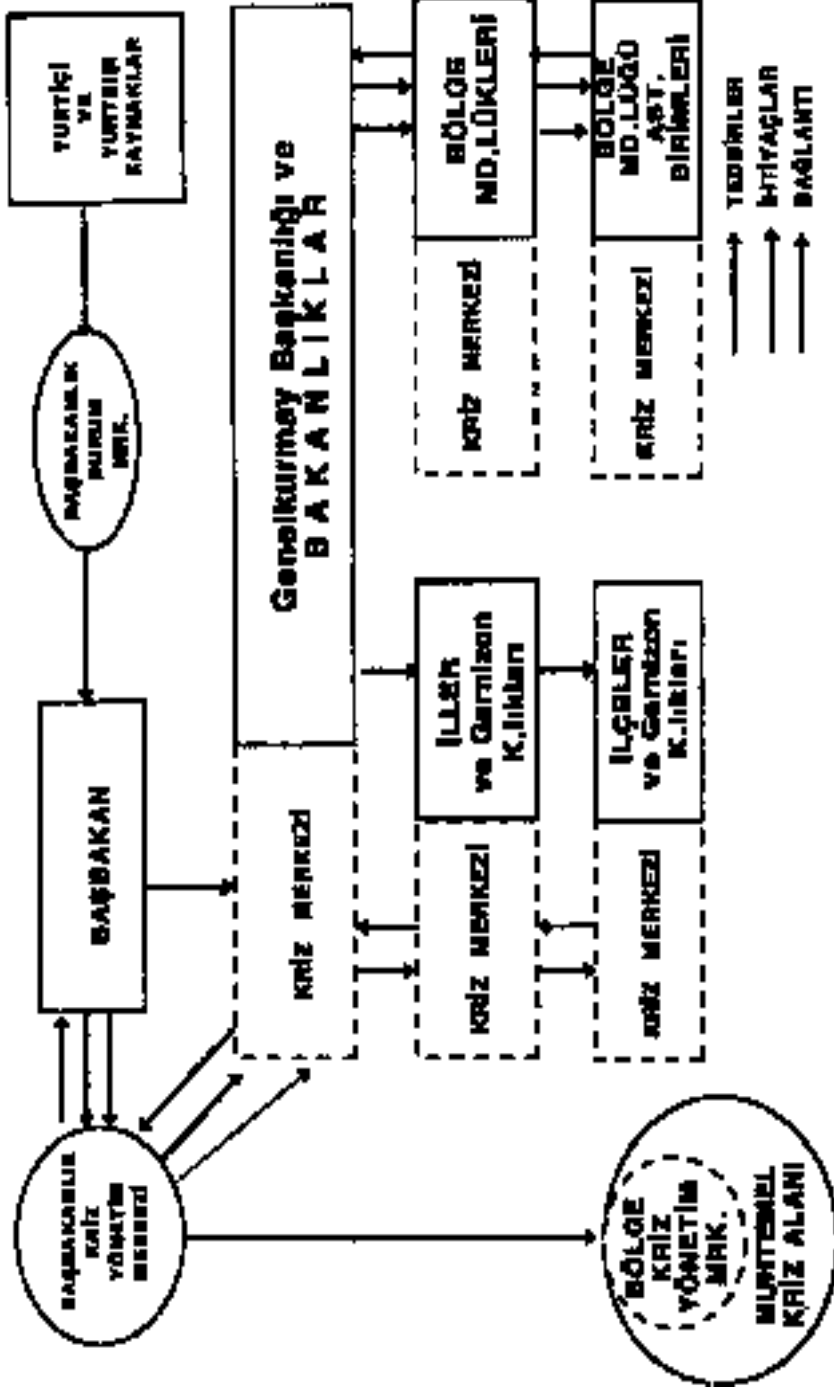 BAŞBAKANLIK
KRİZ
YÖNETİM
MERKEZİ
BAŞBAKAN
BAŞBAKANLIK
DURUM
MRK.
YURTİÇİ
VE
YURTDIŞI
KAYNAKLAR
KRİZ MERKEZİ
Genelkurmay Başkanlığı ve
BAKANLIKLAR
KRİZ MERKEZİ
İLLER
ve Garnizon
K.lıkları
KRİZ MERKEZİ
BÖLGE
MD.LÜKLERİ
KRİZ MERKEZİ
İLÇELER
ve Garnizon
K.lıkları
KRİZ MERKEZİ
BÖLGE
MD.LÜĞÜ
AST.
BİRİMLERİ
BÖLGE
KRİZ
YÖNETİM
MRK.
MUHTEMEL
KRİZ ALANI
TEDBİRLER
İHTİYAÇLAR
BAĞLANTI